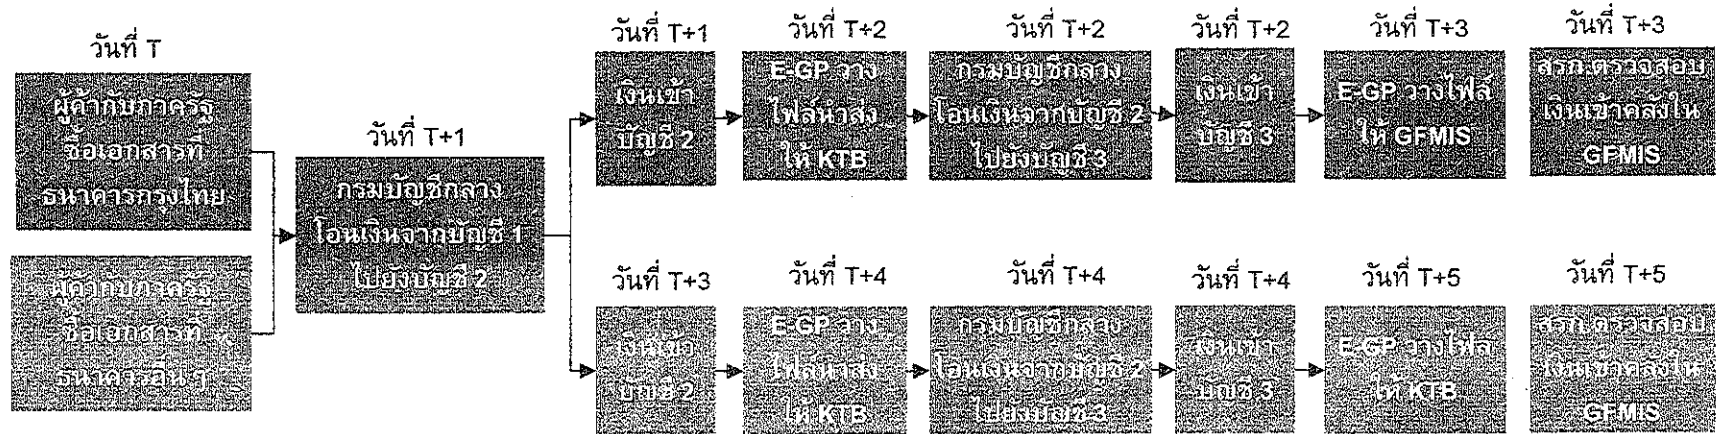 วันที่ T
ผู้ค้ากับภาครัฐ
ซื้อเอกสารที่
ธนาคารกรุงไทย
ผู้ค้ากับภาครัฐ
ซื้อเอกสารที่
ธนาคารอื่น ๆ
วันที่ T+1
กรมบัญชีกลาง
โอนเงินจากบัญชี 1
ไปยังบัญชี 2
วันที่ T+1
เงินเข้า
บัญชี 2
วันที่ T+2
E-GP วาง
ไฟล์นำส่ง
ให้ KTB
วันที่ T+2
กรมบัญชีกลาง
โอนเงินจากบัญชี 2
ไปยังบัญชี 3
วันที่ T+2
เงินเข้า
บัญชี 3
วันที่ T+3
E-GP วางไฟล์
ให้ GFMIS
วันที่ T+3
สรก.ตรวจสอบ
เงินเข้าคลังใน
GFMIS
วันที่ T+3
เงินเข้า
บัญชี 2
วันที่ T+4
E-GP วาง
ไฟล์นำส่ง
ให้ KTB
วันที่ T+4
กรมบัญชีกลาง
โอนเงินจากบัญชี 2
ไปยังบัญชี 3
วันที่ T+4
เงินเข้า
บัญชี 3
วันที่ T+5
E-GP วางไฟล์
ให้ KTB
วันที่ T+5
สรก.ตรวจสอบ
เงินเข้าคลังใน
GFMIS